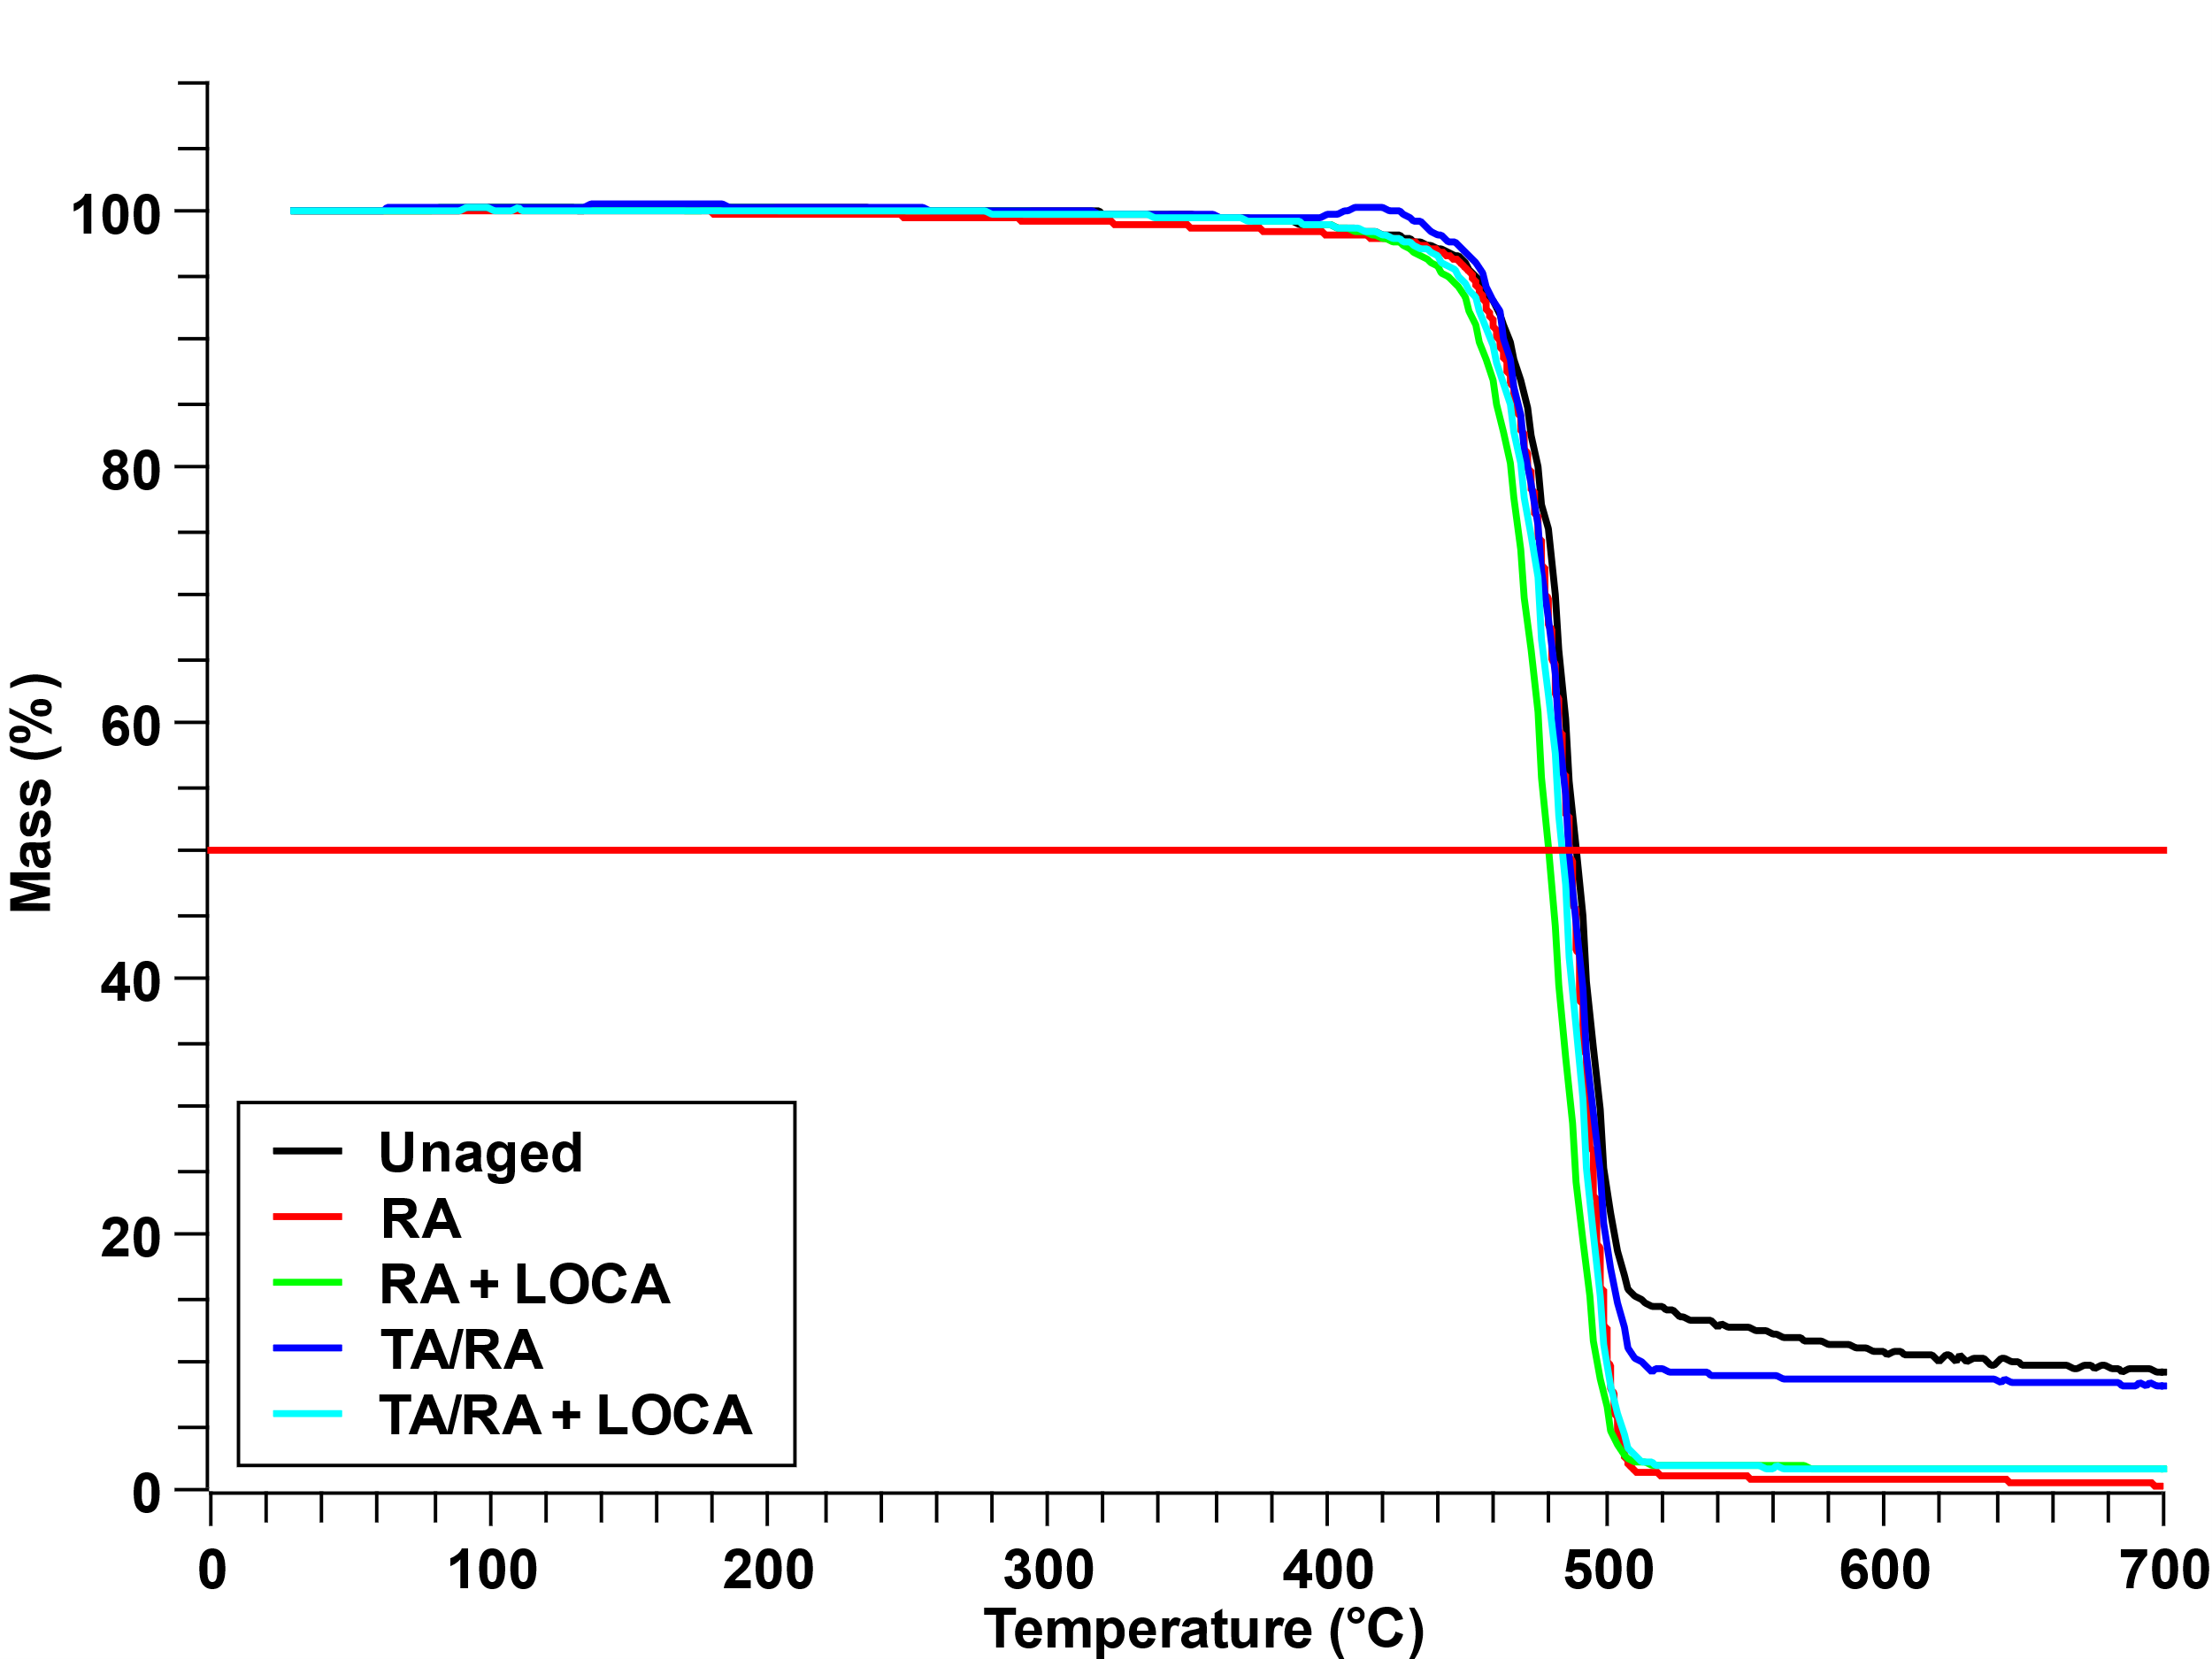 100
80
60
40
20
0
Mass (%)
Unaged
RA
RA + LOCA
TA/RA
TA/RA + LOCA
0 100 200 300 400 500 600 700
Temperature (°C)